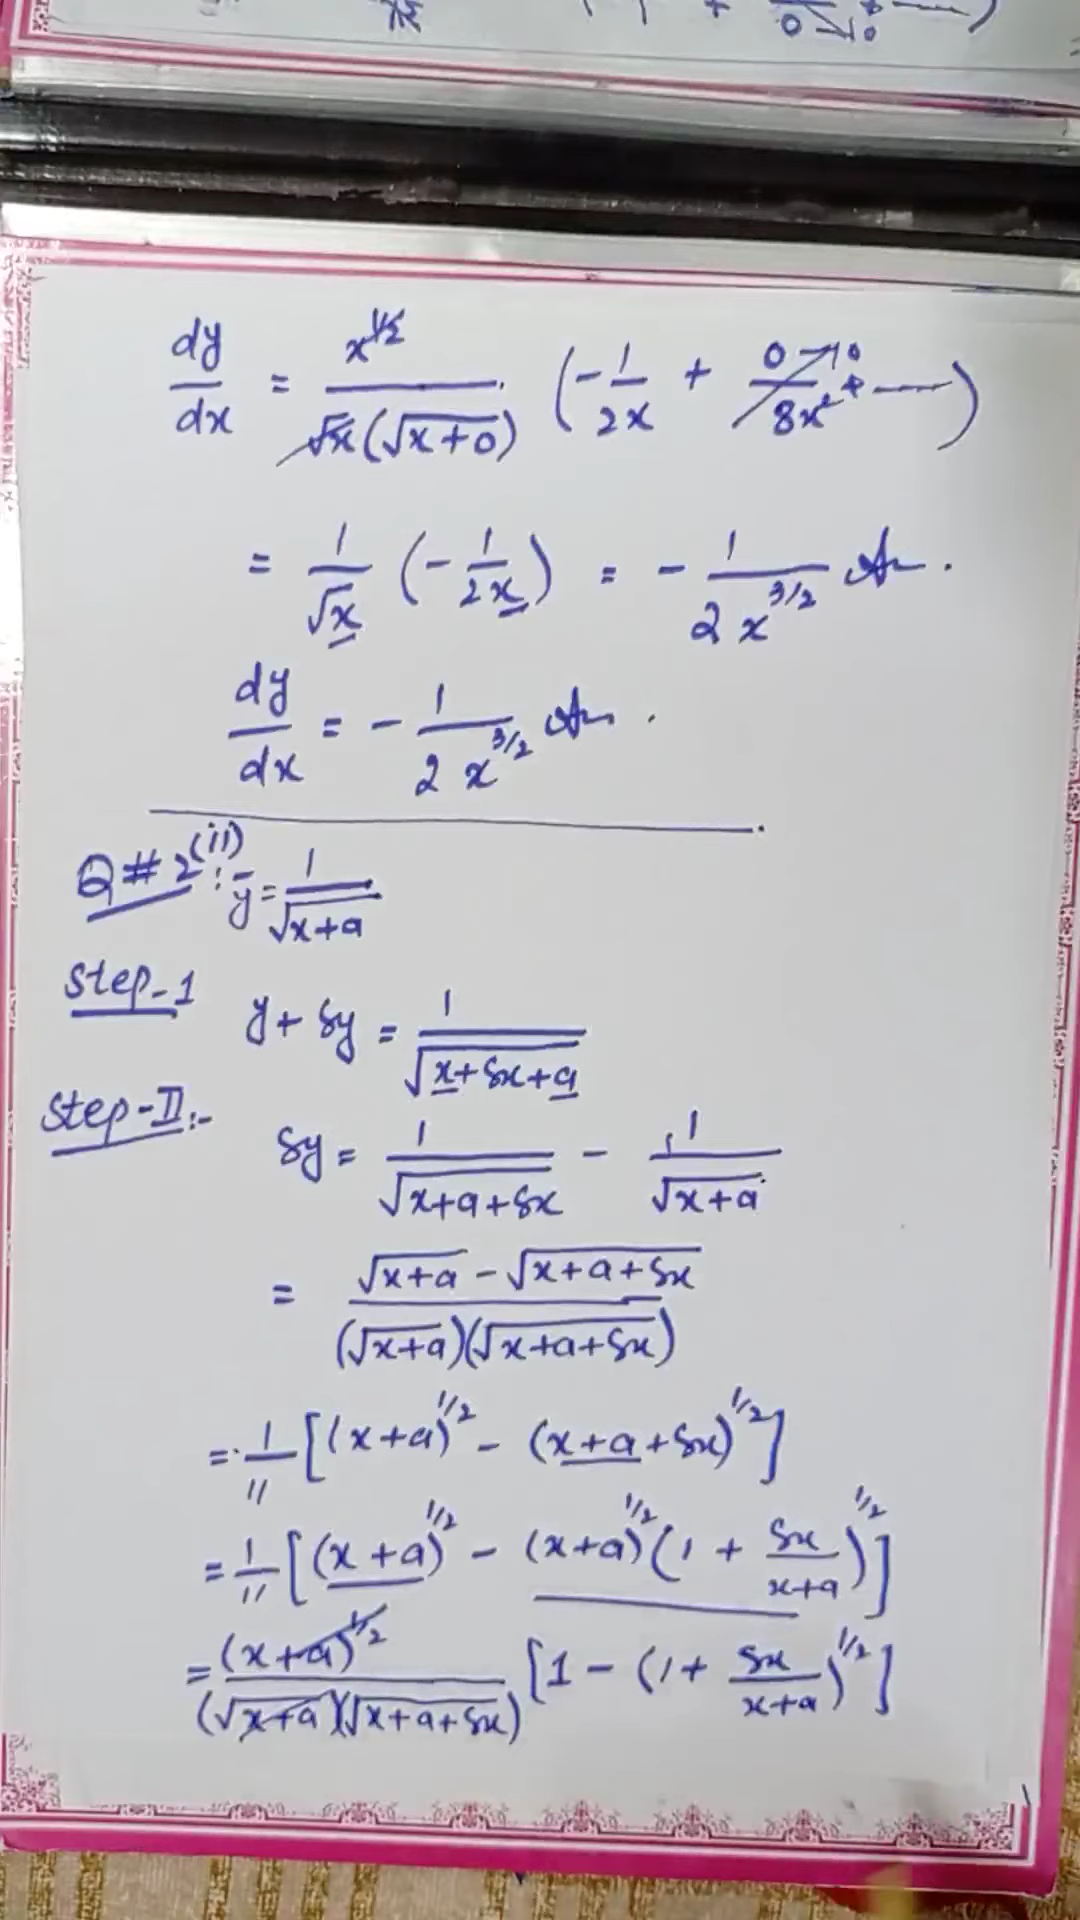 dy/dx = x^{1/2} / √x(√x+0) (-1/2x + 0/8x² + ----)
= 1/√x (-1/2x) = -1/2x^{3/2} An.
dy/dx = -1/2x^{3/2} An.
Q#2(ii): y = 1/√x+a
Step-1
y+δy = 1/√x+δx+a
Step-II:-
δy = 1/√x+a+δx - 1/√x+a
= √x+a - √x+a+δx / (√x+a)(√x+a+δx)
= 1/" [(x+a)^{1/2} - (x+a+δx)^{1/2}]
= 1/" [(x+a)^{1/2} - (x+a)^{1/2}(1 + δx/x+a)^{1/2}]
= (x+a)^{1/2} / (√x+a)(√x+a+δx) [1 - (1 + δx/x+a)^{1/2}]